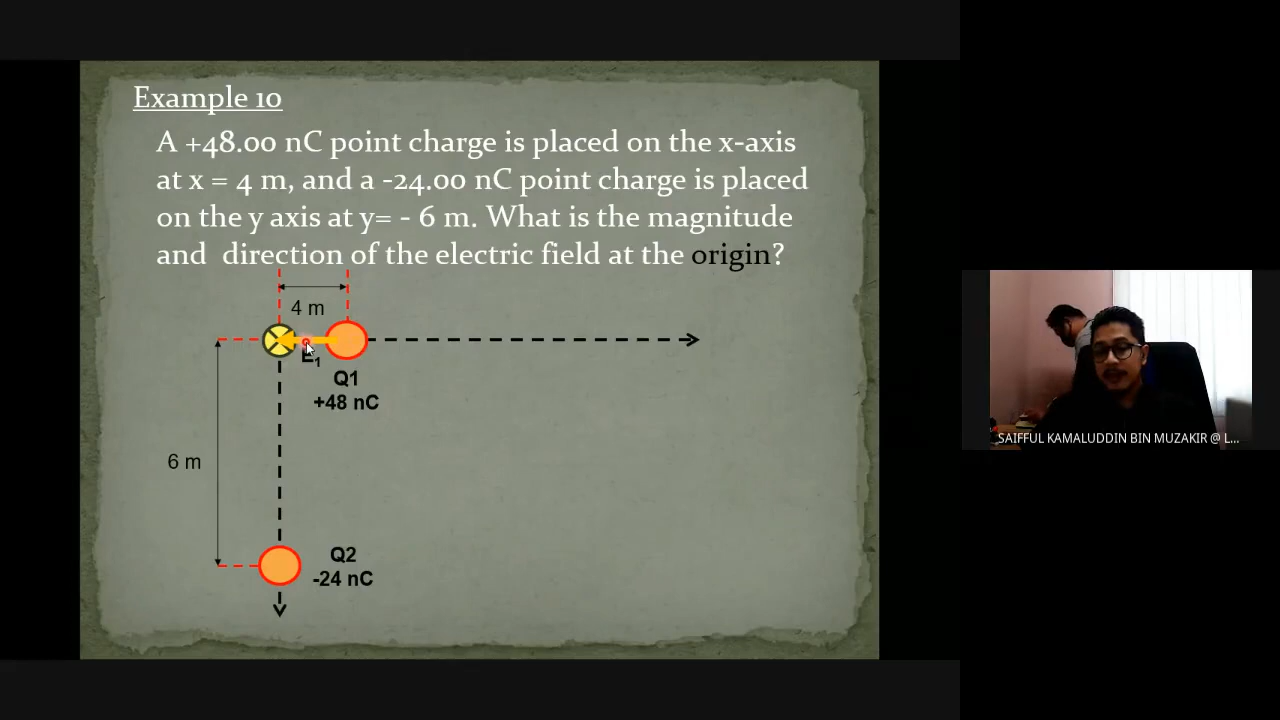 Example 10
A +48.00 nC point charge is placed on the x-axis
at x = 4 m, and a -24.00 nC point charge is placed
on the y axis at y= - 6 m. What is the magnitude
and direction of the electric field at the origin?
4 m
E1
Q1
+48 nC
6 m
Q2
-24 nC
SAIFFUL KAMALUDDIN BIN MUZAKIR @ L...